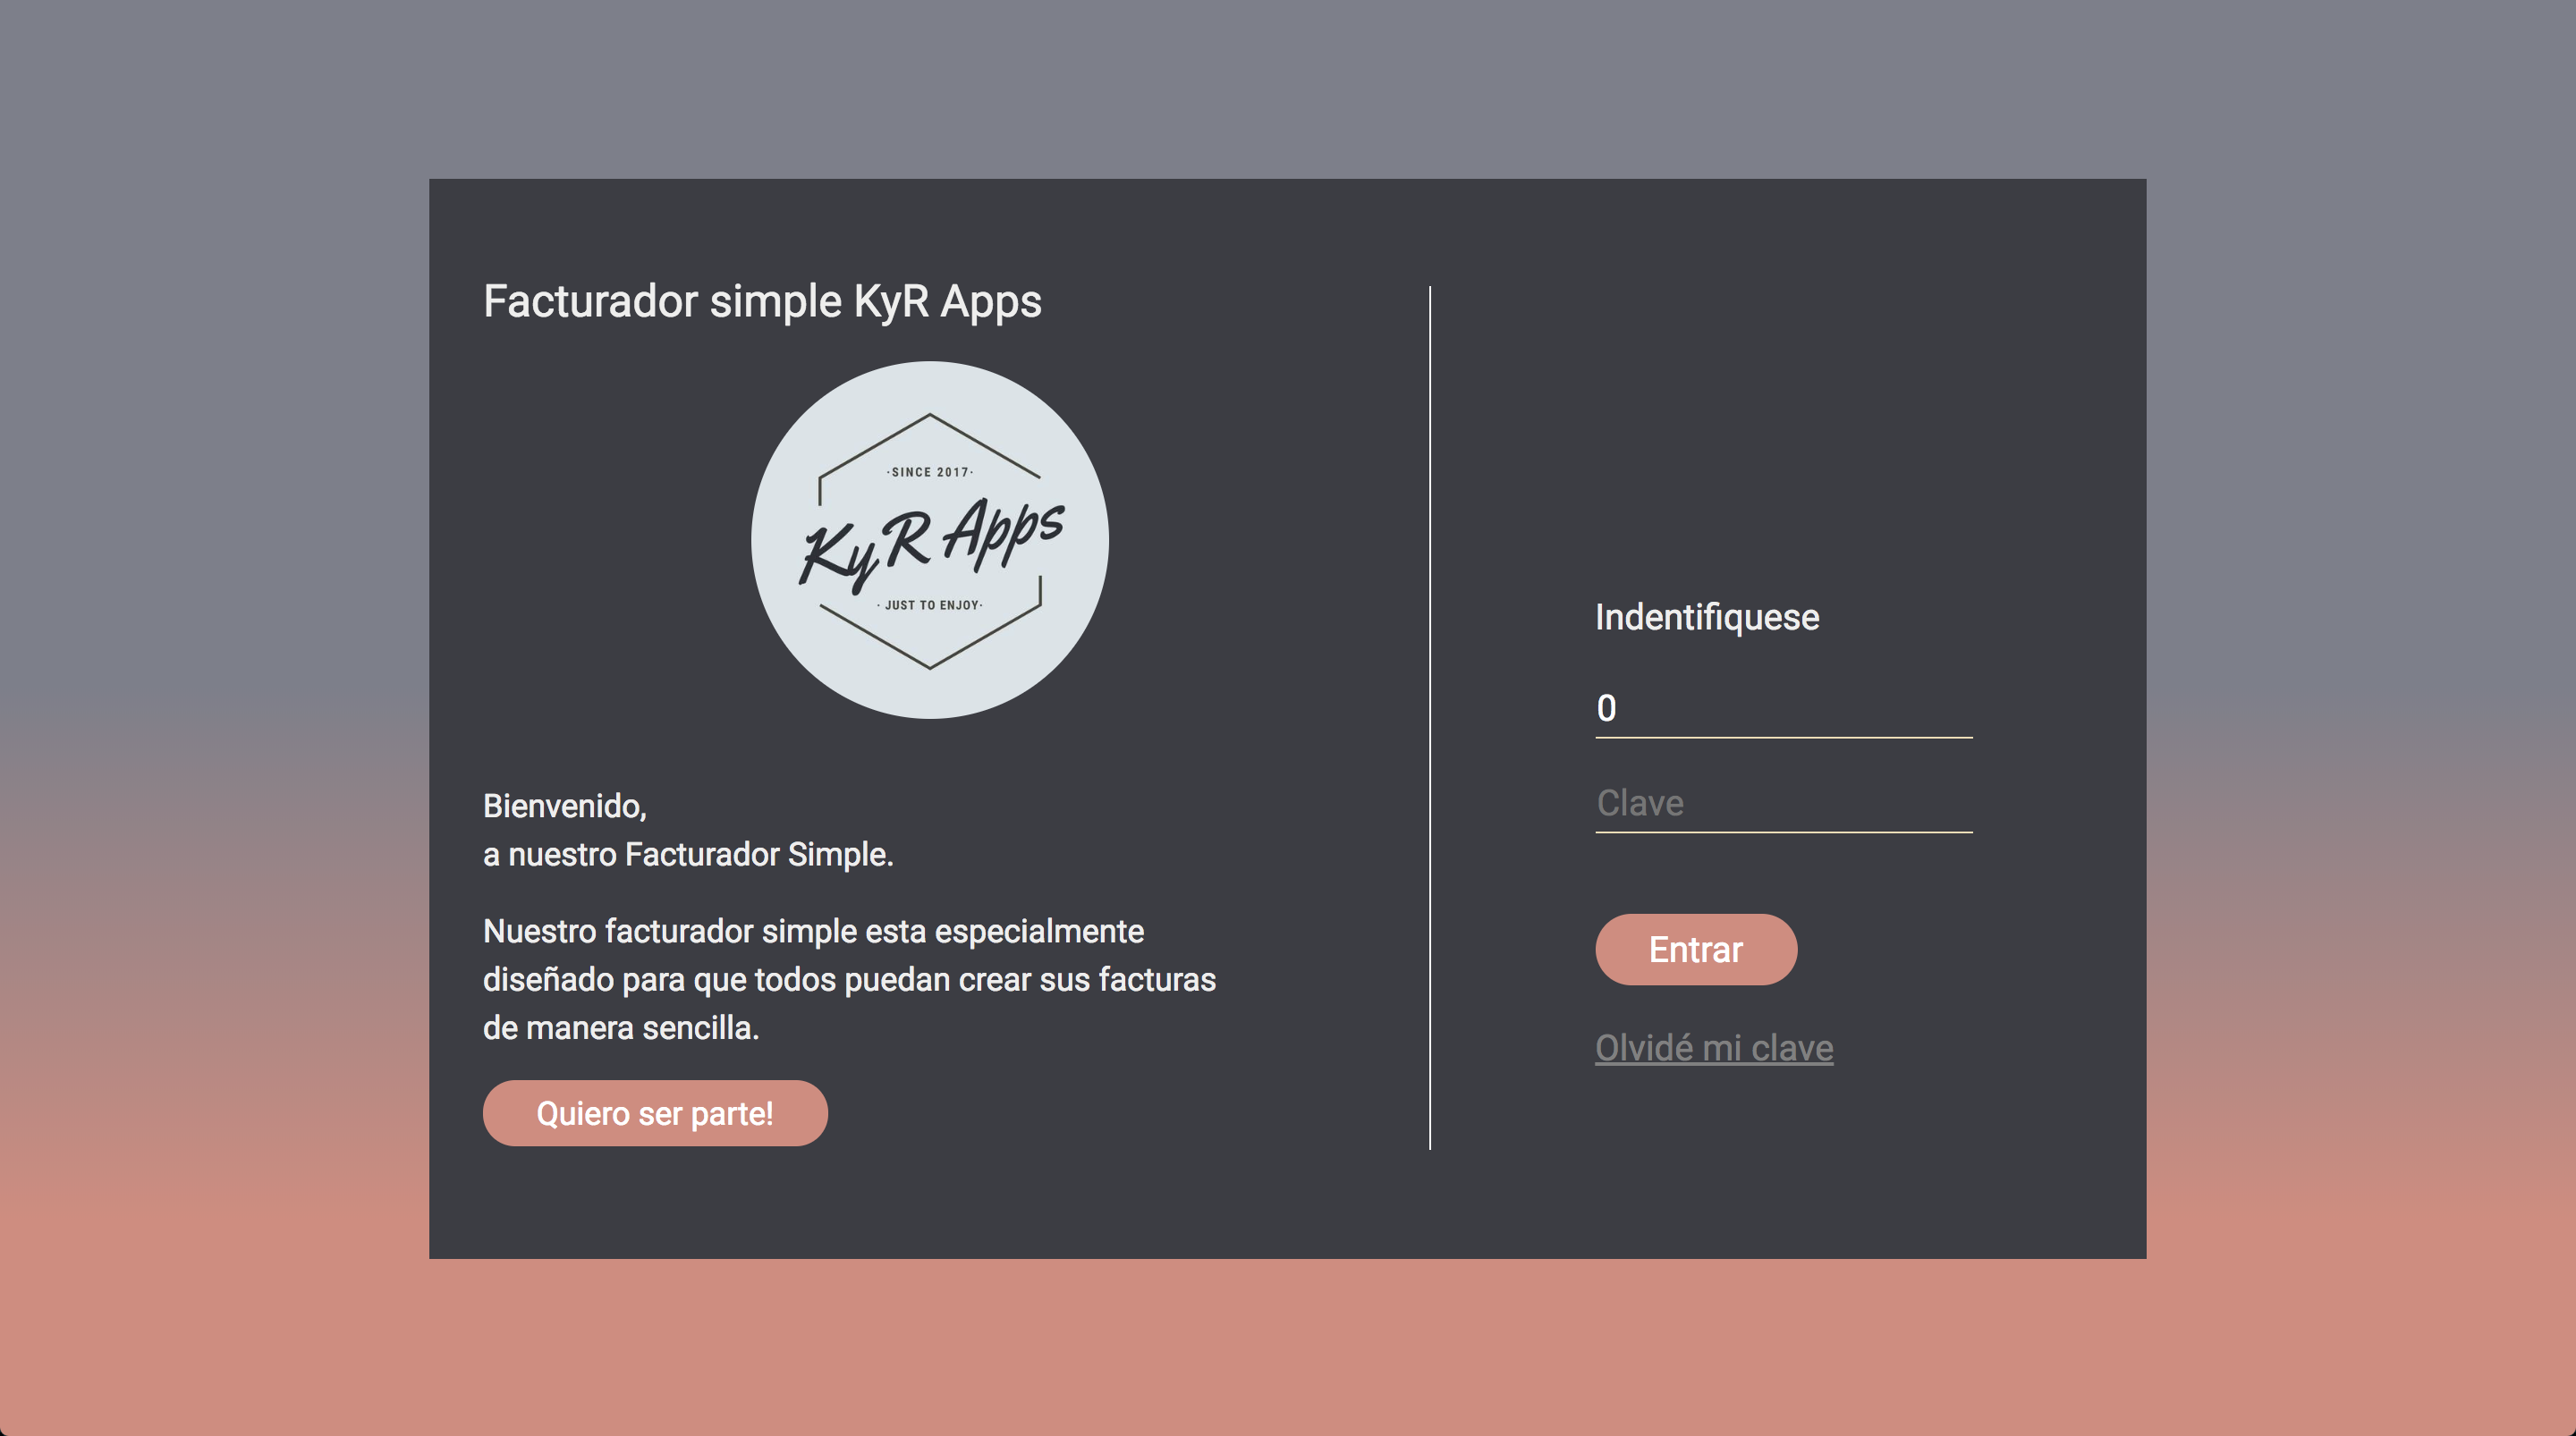 Facturador simple KyR Apps
·SINCE 2017·
KyR Apps
· JUST TO ENJOY·
Bienvenido,
a nuestro Facturador Simple.
Nuestro facturador simple esta especialmente
diseñado para que todos puedan crear sus facturas
de manera sencilla.
Quiero ser parte!
Indentifiquese
0
Clave
Entrar
Olvidé mi clave